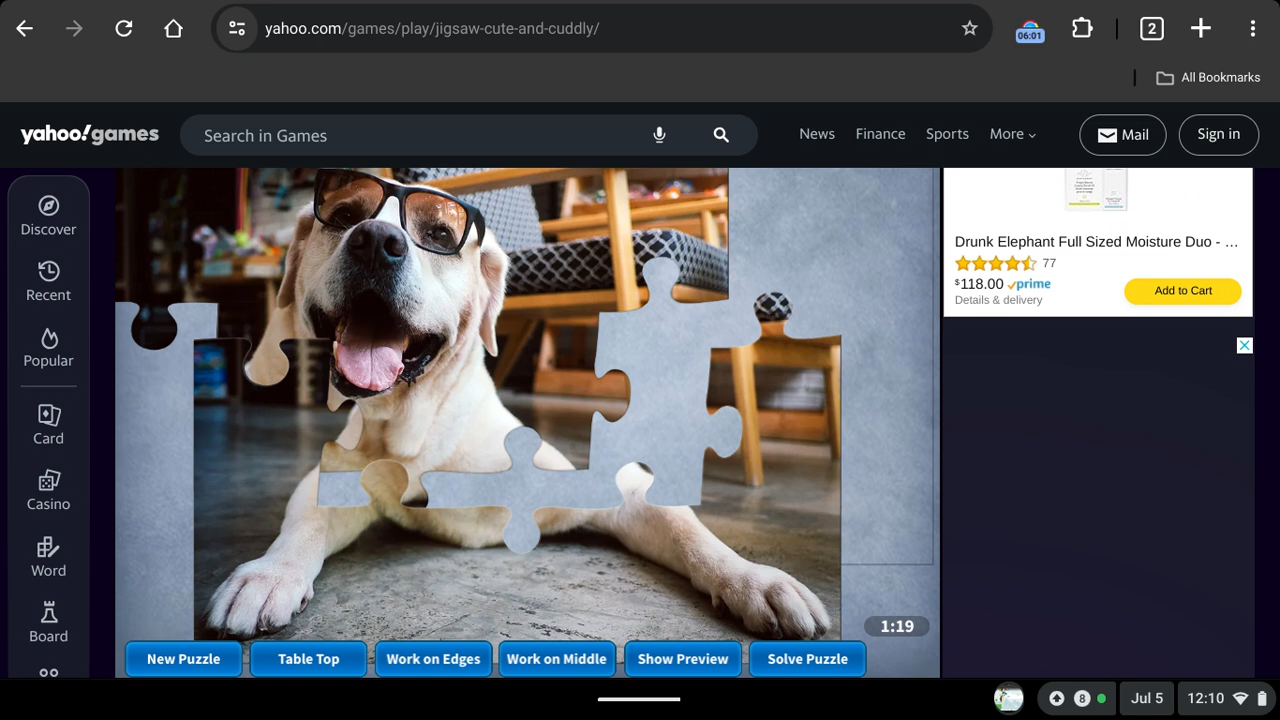 yahoo.com/games/play/jigsaw-cute-and-cuddly/
06:01
2
All Bookmarks
yahoo!games
Search in Games
News
Finance
Sports
More
Mail
Sign in
Discover
Recent
Popular
Card
Casino
Word
Board
Drunk Elephant Full Sized Moisture Duo - ...
77
$118.00 prime
Add to Cart
Details & delivery
1:19
New Puzzle
Table Top
Work on Edges
Work on Middle
Show Preview
Solve Puzzle
8
Jul 5
12:10